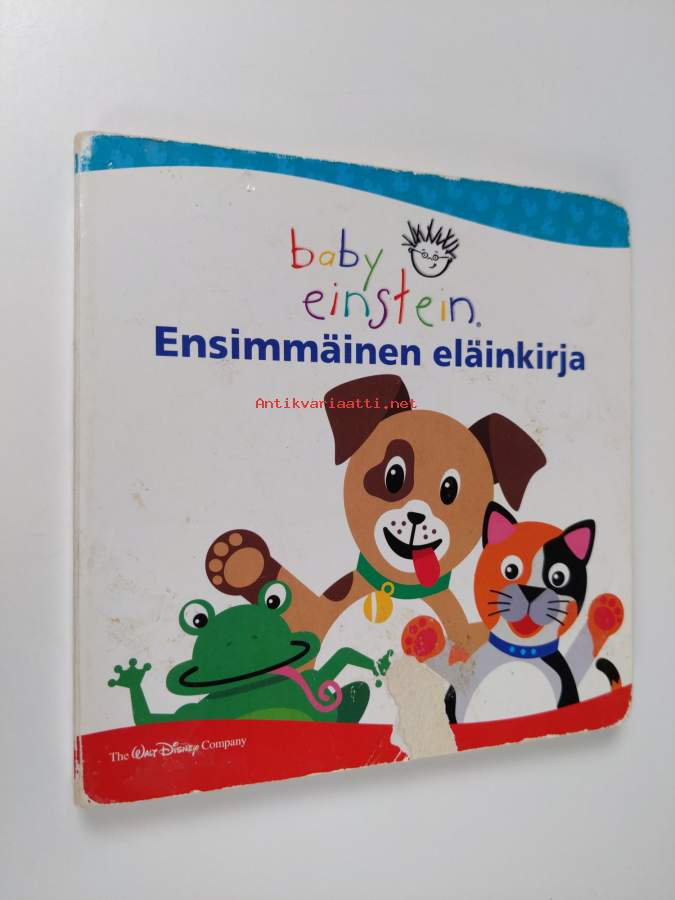 baby
einstein®
Ensimmäinen eläinkirja
Antikvariaatti.net
The WALT DISNEY Company